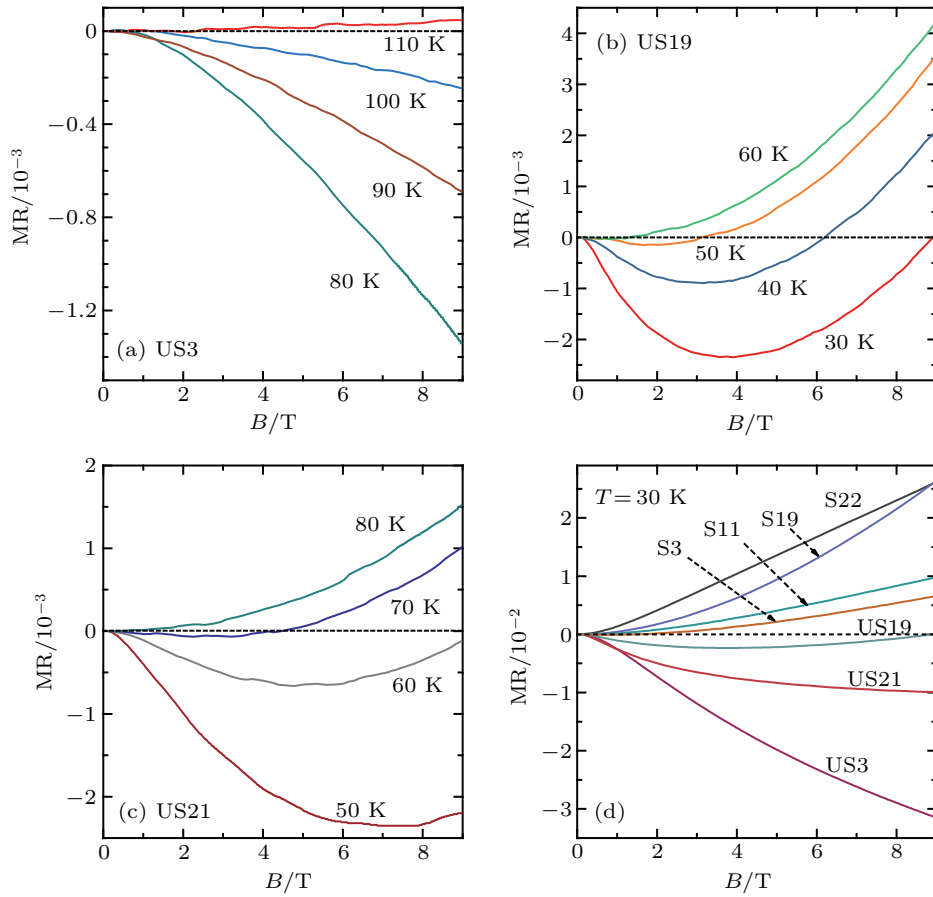 0
−0.4
−0.8
−1.2
MR/10−3
110 K
100 K
90 K
80 K
(a) US3
0 2 4 6 8
B/T
4
3
2
1
0
−1
−2
MR/10−3
(b) US19
60 K
50 K
40 K
30 K
0 2 4 6 8
B/T
2
1
0
−1
−2
MR/10−3
80 K
70 K
60 K
50 K
(c) US21
0 2 4 6 8
B/T
2
1
0
−1
−2
−3
MR/10−2
T=30 K
S22
S19
S11
S3
US19
US21
US3
(d)
0 2 4 6 8
B/T